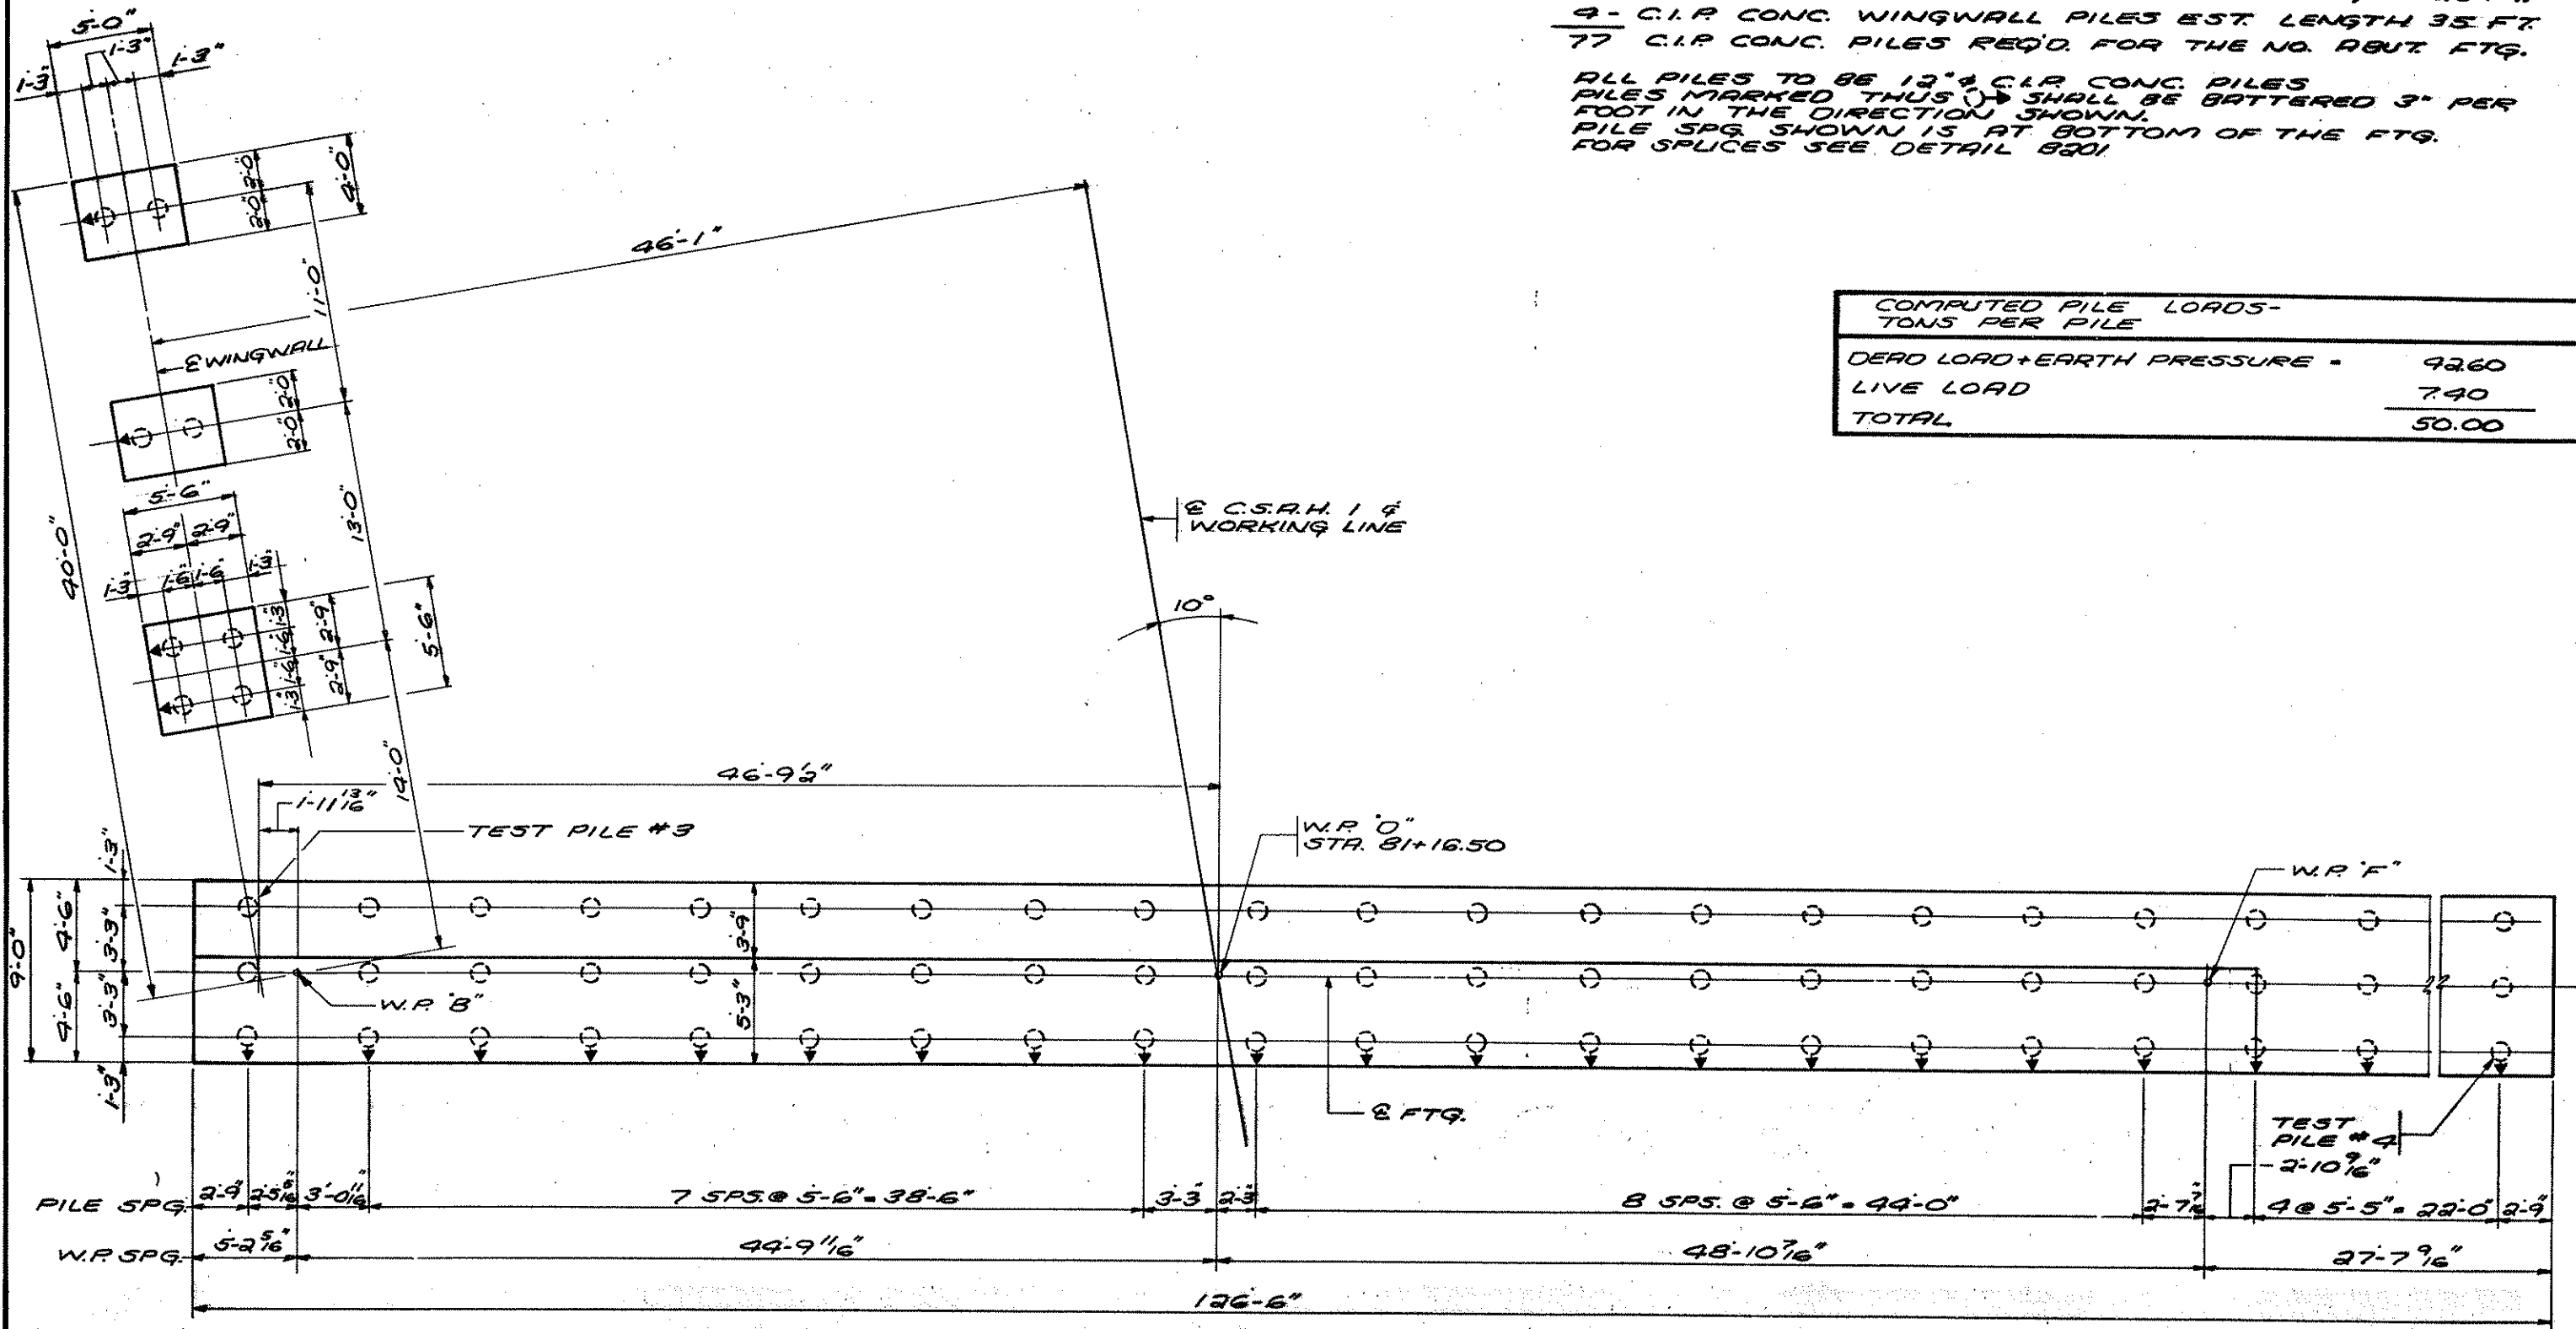 4- C.I.P. CONC. WINGWALL PILES EST. LENGTH 35 FT.
77 C.I.P. CONC. PILES REQ'D. FOR THE NO. ABUT. FTG.
ALL PILES TO BE 12"ϕ C.I.P. CONC. PILES
PILES MARKED THUS SHALL BE BATTERED 3" PER
FOOT IN THE DIRECTION SHOWN.
PILE SPG. SHOWN IS AT BOTTOM OF THE FTG.
FOR SPLICES SEE DETAIL B201
5'-0"
1'-3"
1'-3"
1'-3"
2'-0"
2'-0"
4'-0"
46'-1"
11'-0"
COMPUTED PILE LOADS-
TONS PER PILE
DEAD LOAD+EARTH PRESSURE = 42.60
LIVE LOAD 7.40
TOTAL 50.00
℄ WINGWALL
2'-0"
2'-0"
5'-6"
2'-9" 2'-9"
13'-0"
40'-0"
℄ C.S.A.H. 1 &
WORKING LINE
1'-3" 1'-6" 1'-6" 1'-3"
10°
1'-3" 1'-6" 1'-6" 1'-3"
2'-9" 2'-9"
5'-6"
14'-0"
46'-9½"
1'-11 13/16"
TEST PILE #3
W.P. "O"
STA. 81+16.50
W.P. "F"
9'-0"
4'-6"
4'-6"
1'-3"
3'-3"
3'-3"
1'-3"
3'-9"
5'-3"
W.P. "B"
℄ FTG.
TEST
PILE #4
2'-10 9/16"
PILE SPG. 2'-9" 2'-5 5/16" 3'-0 11/16" 7 SPS. @ 5'-6" = 38'-6" 3'-3" 2'-3" 8 SPS. @ 5'-6" = 44'-0" 2'-7 7/16" 4 @ 5'-5" = 22'-0" 2'-9"
W.P. SPG. 5'-2 5/16" 44'-9 11/16" 48'-10 7/16" 27'-7 9/16"
126'-6"